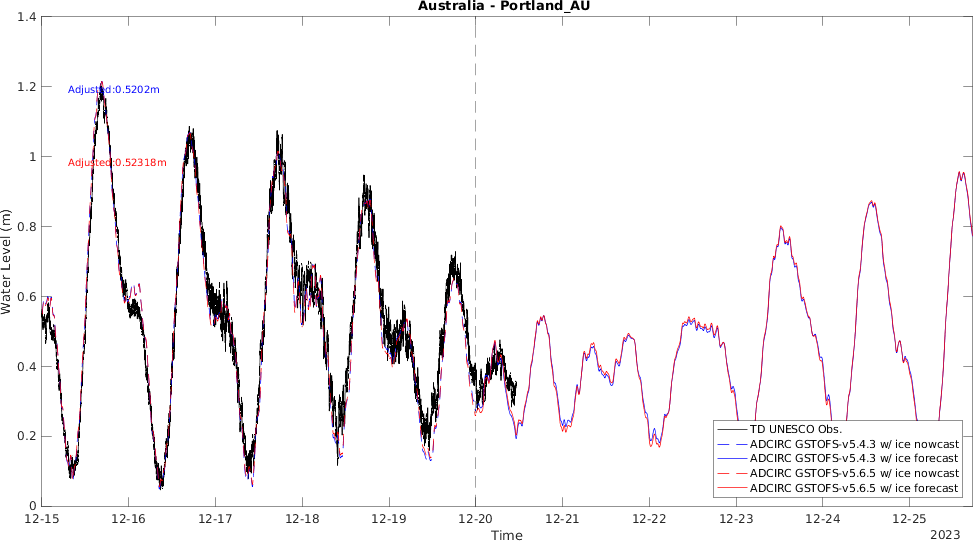 Australia - Portland_AU
1.4
1.2
1
0.8
0.6
0.4
0.2
0
Water Level (m)
Adjusted:0.5202m
Adjusted:0.52318m
TD UNESCO Obs.
ADCIRC GSTOFS-v5.4.3 w/ ice nowcast
ADCIRC GSTOFS-v5.4.3 w/ ice forecast
ADCIRC GSTOFS-v5.6.5 w/ ice nowcast
ADCIRC GSTOFS-v5.6.5 w/ ice forecast
12-15 12-16 12-17 12-18 12-19 12-20 12-21 12-22 12-23 12-24 12-25
Time
2023